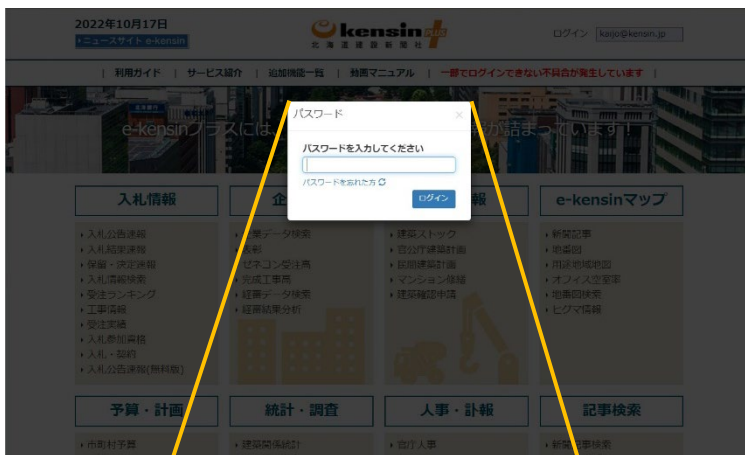 2022年10月17日
▸ニュースサイト e-kensin
kensin PLUS
北海道建設新聞社
ログイン kaijo@kensin.jp
| 利用ガイド | サービス紹介 | 追加機能一覧 | 動画マニュアル | 一部でログインできない不具合が発生しています |
e-kensinプラスには、
が詰まっています!
パスワード ×
パスワードを入力してください
パスワードを忘れた方
ログイン
入札情報
▸入札公告速報
▸入札結果速報
▸保留・決定速報
▸入札情報検索
▸受注ランキング
▸工事情報
▸受注実績
▸入札参加資格
▸入札・契約
▸入札公告速報(無料版)
企
業データ検索
表彰
ゼネコン受注高
▸完成工事高
▸経審データ検索
▸経審結果分析
報
▸建築ストック
▸官公庁建築計画
▸民間建築計画
▸マンション修繕
▸建築確認申請
e-kensinマップ
▸新聞記事
▸地番図
▸用途地域地図
▸オフィス空室率
▸地番図検索
▸ヒグマ情報
予算・計画
▸市町村予算
統計・調査
▸建築関係統計
人事・訃報
▸官庁人事
記事検索
▸新聞記事検索